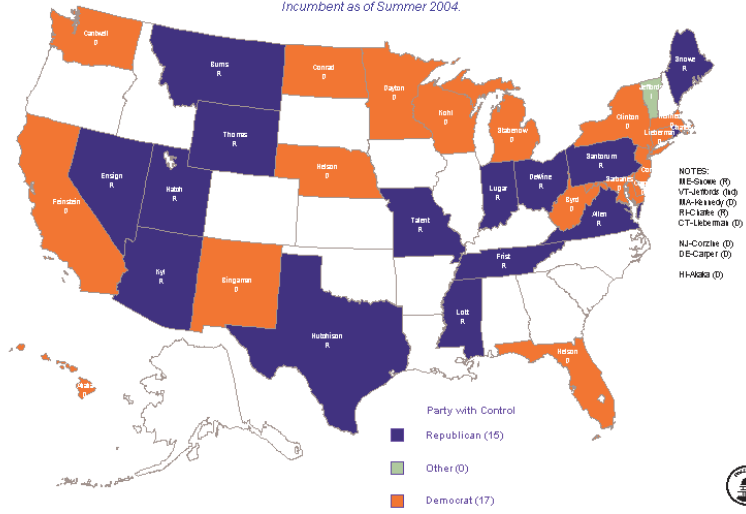 Incumbent as of Summer 2004.
Cantwell
D
Burns
R
Conrad
D
Dayton
D
Snowe
R
Thomas
R
Kohl
D
Stabenow
D
Clinton
D
Lieberman
Ensign
R
Hatch
R
Nelson
D
Lugar
R
DeWine
R
Santorum
R
Feinstein
D
Byrd
D
Allen
R
Talent
R
Kyl
R
Bingaman
D
Frist
R
Lott
R
Hutchison
R
Nelson
D
NOTES:
ME-Snowe (R)
VT-Jeffords (Ind)
MA-Kennedy (D)
RI-Chafee (R)
CT-Lieberman (D)
NJ-Corzine (D)
DE-Carper (D)
HI-Akaka (D)
Party with Control
Republican (15)
Other (0)
Democrat (17)